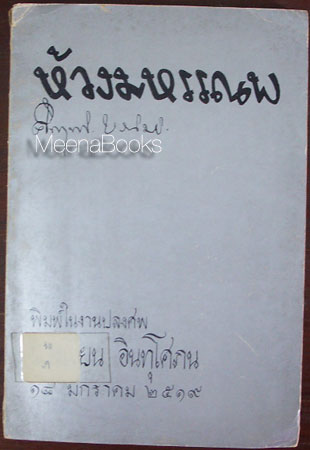 ห้วงมหรรณพ
MeenaBooks
พิมพ์ในงานปลงศพ
ยน อินทุโศภน
๑๘ มกราคม ๒๕๑๙